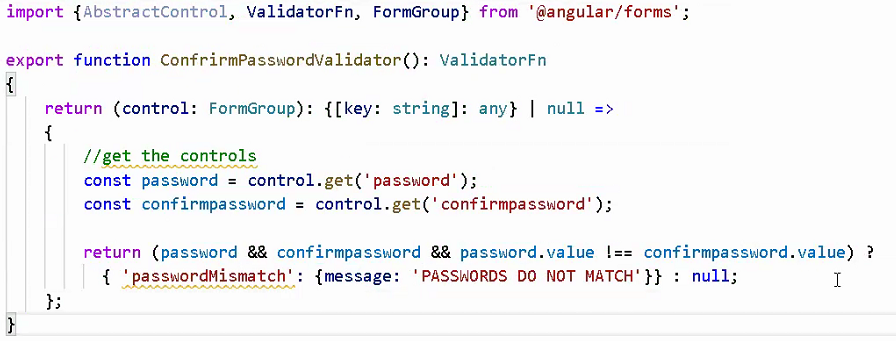 import {AbstractControl, ValidatorFn, FormGroup} from '@angular/forms';
export function ConfrirmPasswordValidator(): ValidatorFn
{
return (control: FormGroup): {[key: string]: any} | null =>
{
//get the controls
const password = control.get('password');
const confirmpassword = control.get('confirmpassword');
return (password && confirmpassword && password.value !== confirmpassword.value) ?
{ 'passwordMismatch': {message: 'PASSWORDS DO NOT MATCH'}} : null;
};
}